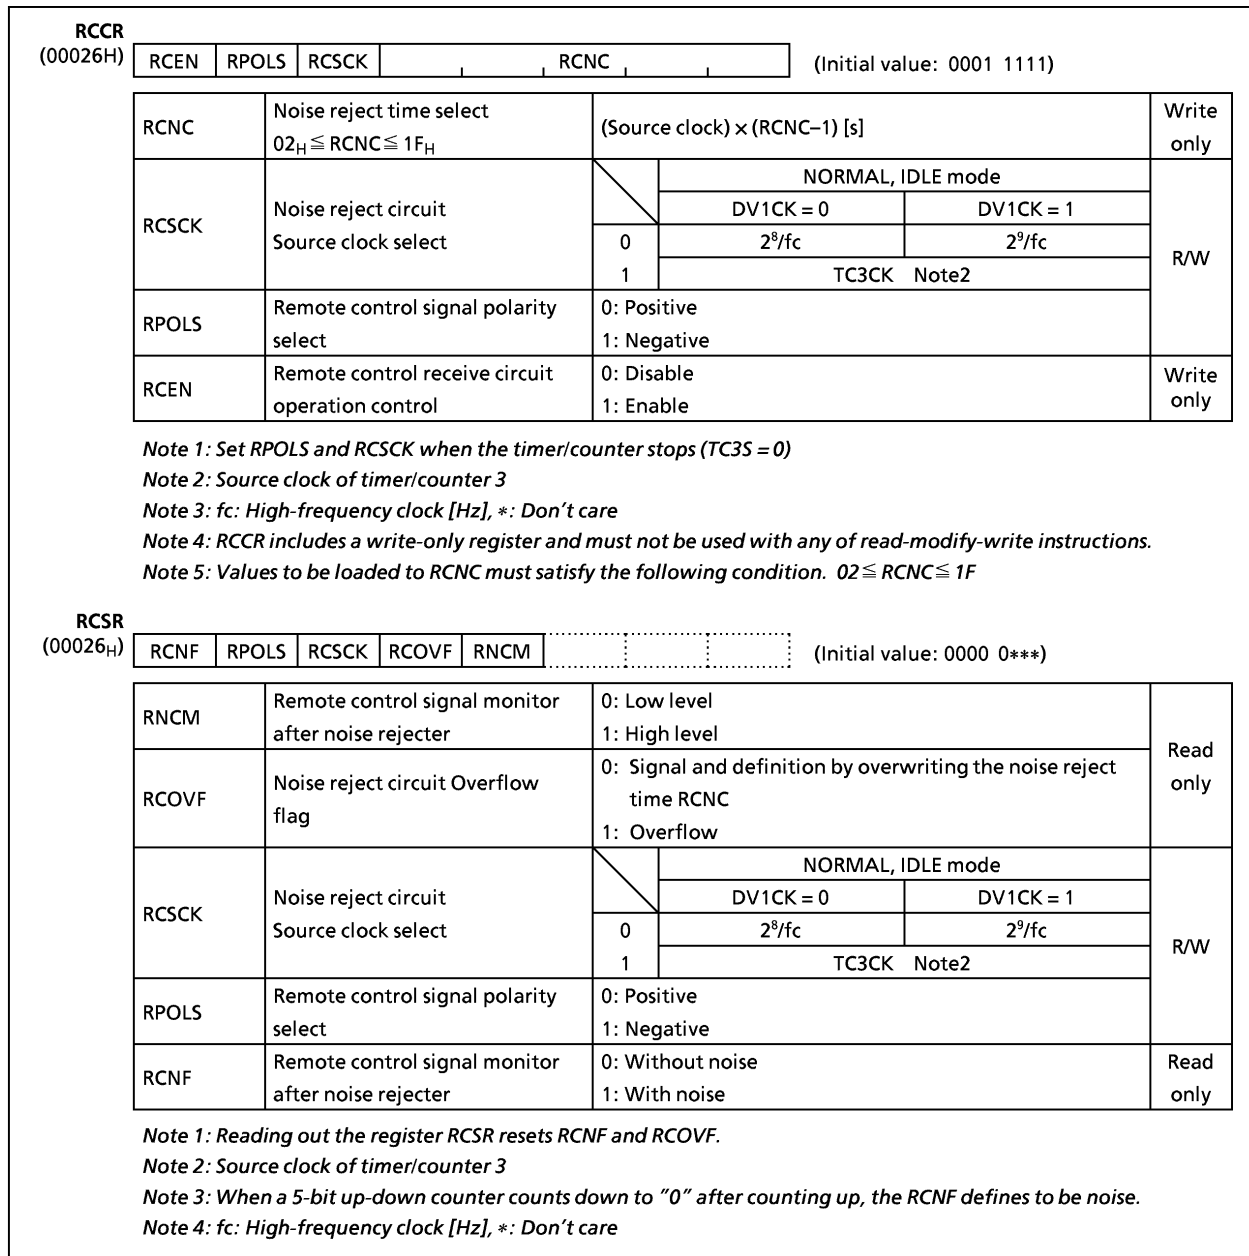 RCCR
(00026H) RCEN RPOLS RCSCK RCNC (Initial value: 0001 1111)
RCNC Noise reject time select 02H≦RCNC≦1FH (Source clock) × (RCNC–1) [s] Write only
NORMAL, IDLE mode
RCSCK Noise reject circuit Source clock select DV1CK = 0 DV1CK = 1
0 2⁸/fc 2⁹/fc R/W
1 TC3CK Note2
RPOLS Remote control signal polarity select 0: Positive
1: Negative
RCEN Remote control receive circuit operation control 0: Disable Write only
1: Enable
Note 1: Set RPOLS and RCSCK when the timer/counter stops (TC3S = 0)
Note 2: Source clock of timer/counter 3
Note 3: fc: High-frequency clock [Hz], *: Don't care
Note 4: RCCR includes a write-only register and must not be used with any of read-modify-write instructions.
Note 5: Values to be loaded to RCNC must satisfy the following condition. 02≦RCNC≦1F
RCSR
(00026H) RCNF RPOLS RCSCK RCOVF RNCM (Initial value: 0000 0***)
RNCM Remote control signal monitor after noise rejecter 0: Low level
1: High level Read only
RCOVF Noise reject circuit Overflow flag 0: Signal and definition by overwriting the noise reject
time RCNC
1: Overflow
NORMAL, IDLE mode
RCSCK Noise reject circuit Source clock select DV1CK = 0 DV1CK = 1
0 2⁸/fc 2⁹/fc R/W
1 TC3CK Note2
RPOLS Remote control signal polarity select 0: Positive
1: Negative
RCNF Remote control signal monitor after noise rejecter 0: Without noise Read only
1: With noise
Note 1: Reading out the register RCSR resets RCNF and RCOVF.
Note 2: Source clock of timer/counter 3
Note 3: When a 5-bit up-down counter counts down to "0" after counting up, the RCNF defines to be noise.
Note 4: fc: High-frequency clock [Hz], *: Don't care